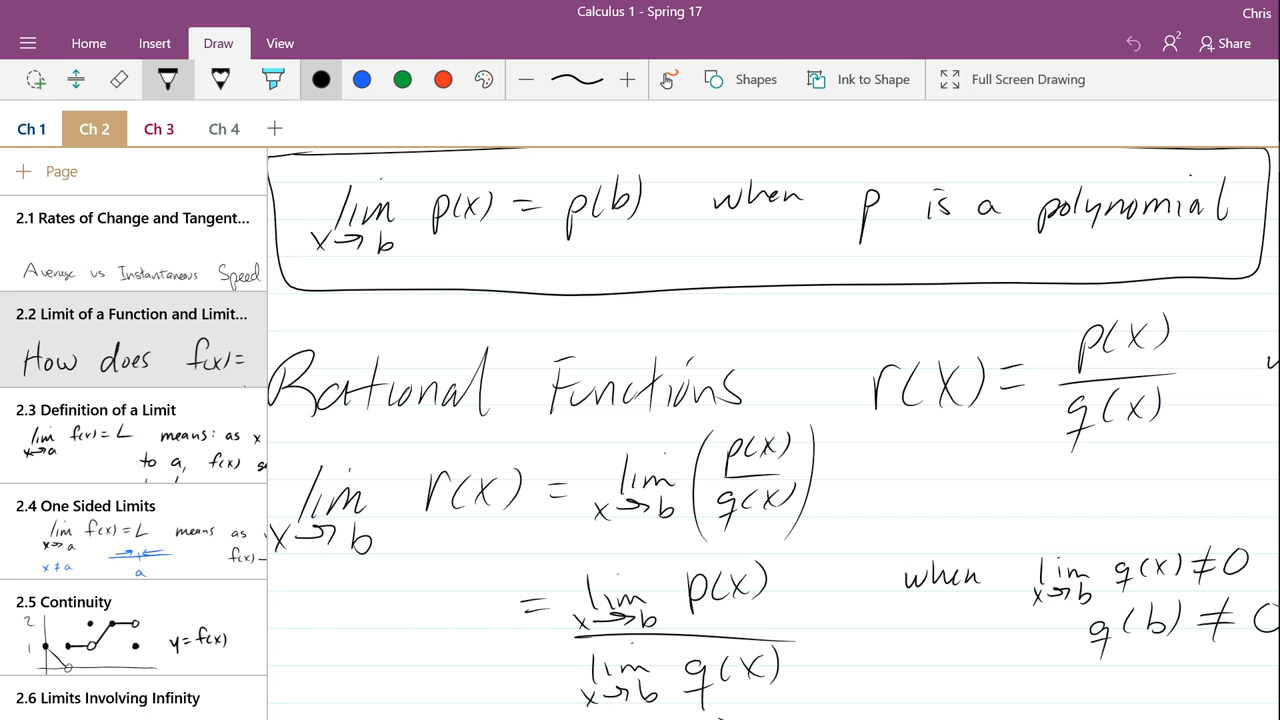 Calculus 1 - Spring 17
Chris
Home Insert Draw View
2
Share
Shapes Ink to Shape Full Screen Drawing
Ch 1 Ch 2 Ch 3 Ch 4
Page
2.1 Rates of Change and Tangent...
Average vs Instantaneous Speed
2.2 Limit of a Function and Limit...
How does f(x)=
2.3 Definition of a Limit
lim f(x)=L means: as x
x→a
to a, f(x)
2.4 One Sided Limits
lim f(x)=L means as
x→a
x≠a f(x)
a
2.5 Continuity
2
1 y=f(x)
2.6 Limits Involving Infinity
lim p(x) = p(b) when p is a polynomial
x→b
Rational Functions r(x) = p(x)/q(x)
lim r(x) = lim (p(x)/q(x))
x→b x→b
= lim p(x) when lim q(x)≠0
x→b x→b
q(b)≠0
lim q(x)
x→b